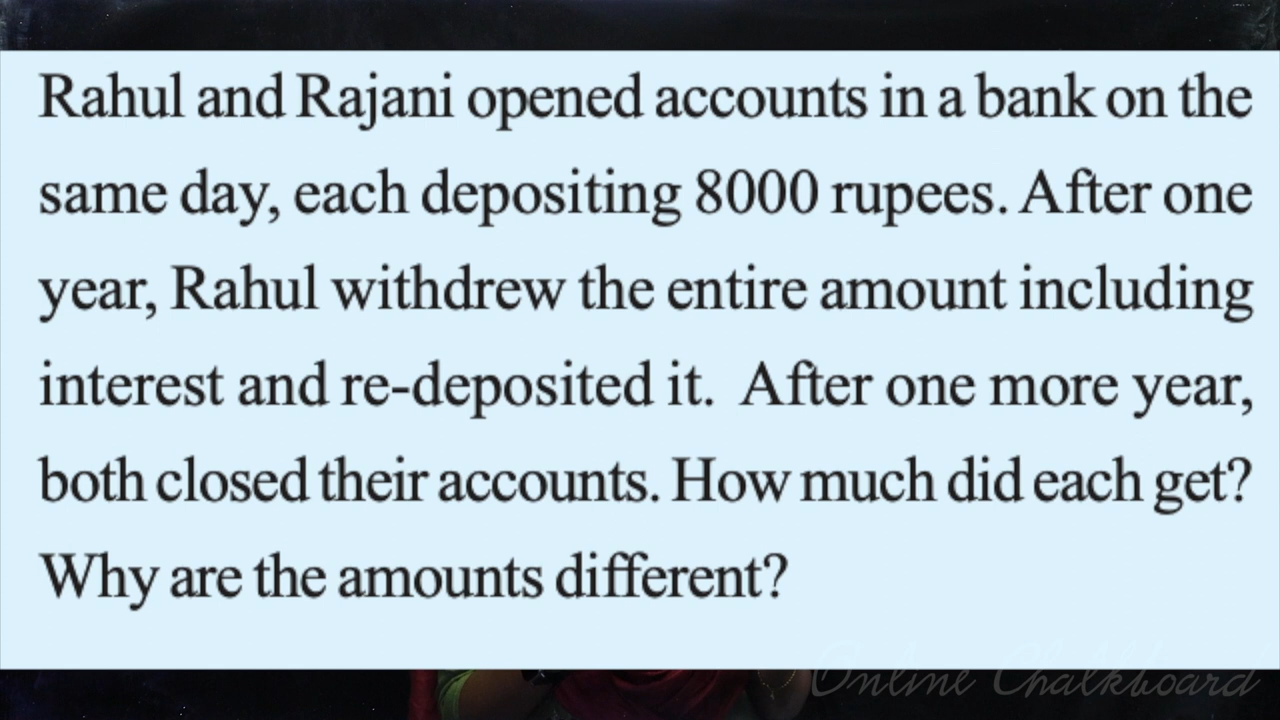 Rahul and Rajani opened accounts in a bank on the
same day, each depositing 8000 rupees. After one
year, Rahul withdrew the entire amount including
interest and re-deposited it. After one more year,
both closed their accounts. How much did each get?
Why are the amounts different?
Online Chalkboard